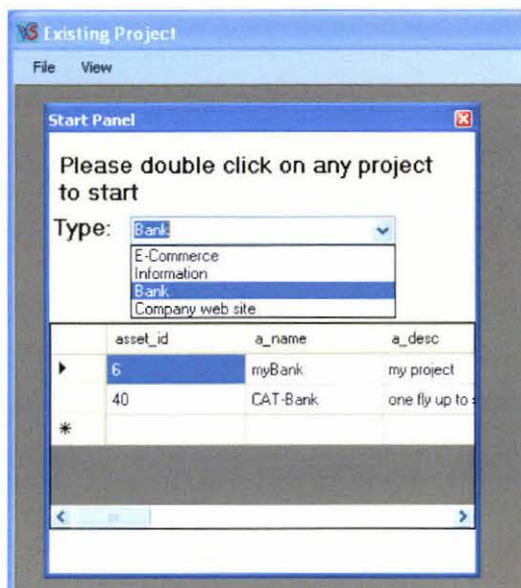 VS Existing Project
File View
Start Panel
Please double click on any project
to start
Type: Bank
E-Commerce
Information
Bank
Company web site
asset_id a_name a_desc
6 myBank my project
40 CAT-Bank one fly up to